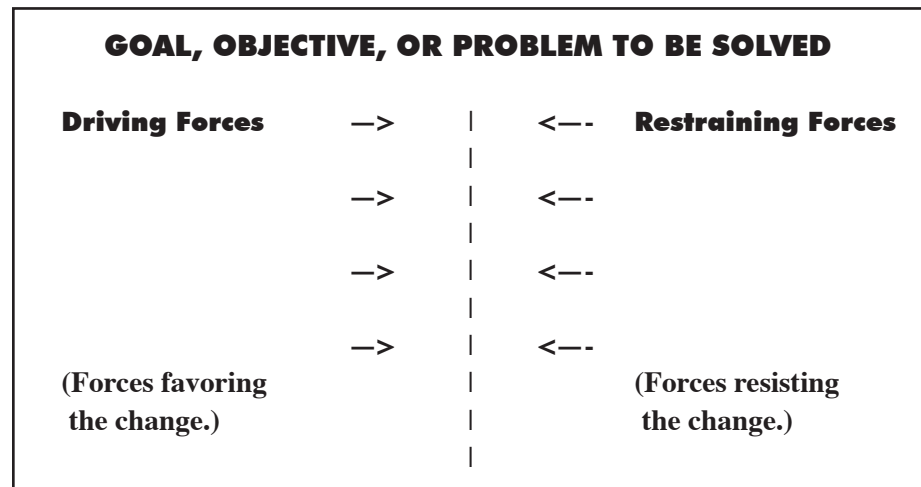 GOAL, OBJECTIVE, OR PROBLEM TO BE SOLVED
Driving Forces —> | <—- Restraining Forces
|
—> | <—-
|
—> | <—-
|
—> | <—-
(Forces favoring | (Forces resisting
the change.) | the change.)
|